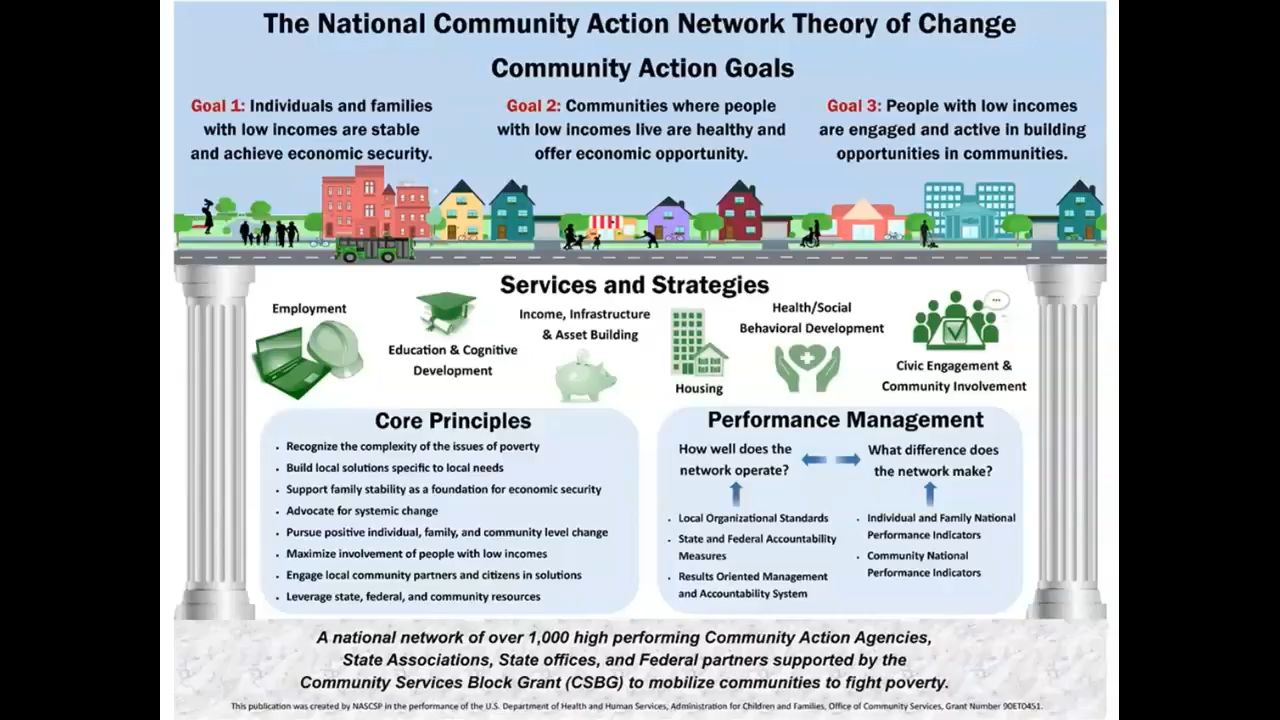 The National Community Action Network Theory of Change
Community Action Goals
Goal 1: Individuals and families
with low incomes are stable
and achieve economic security.
Goal 2: Communities where people
with low incomes live are healthy and
offer economic opportunity.
Goal 3: People with low incomes
are engaged and active in building
opportunities in communities.
Services and Strategies
Employment
Education & Cognitive
Development
Income, Infrastructure
& Asset Building
Housing
Health/Social
Behavioral Development
Civic Engagement &
Community Involvement
Core Principles
• Recognize the complexity of the issues of poverty
• Build local solutions specific to local needs
• Support family stability as a foundation for economic security
• Advocate for systemic change
• Pursue positive individual, family, and community level change
• Maximize involvement of people with low incomes
• Engage local community partners and citizens in solutions
• Leverage state, federal, and community resources
Performance Management
How well does the
network operate?
What difference does
the network make?
• Local Organizational Standards
• State and Federal Accountability
Measures
• Results Oriented Management
and Accountability System
• Individual and Family National
Performance Indicators
• Community National
Performance Indicators
A national network of over 1,000 high performing Community Action Agencies,
State Associations, State offices, and Federal partners supported by the
Community Services Block Grant (CSBG) to mobilize communities to fight poverty.
This publication was created by NASCSP in the performance of the U.S. Department of Health and Human Services, Administration for Children and Families, Office of Community Services, Grant Number 90ET0451.